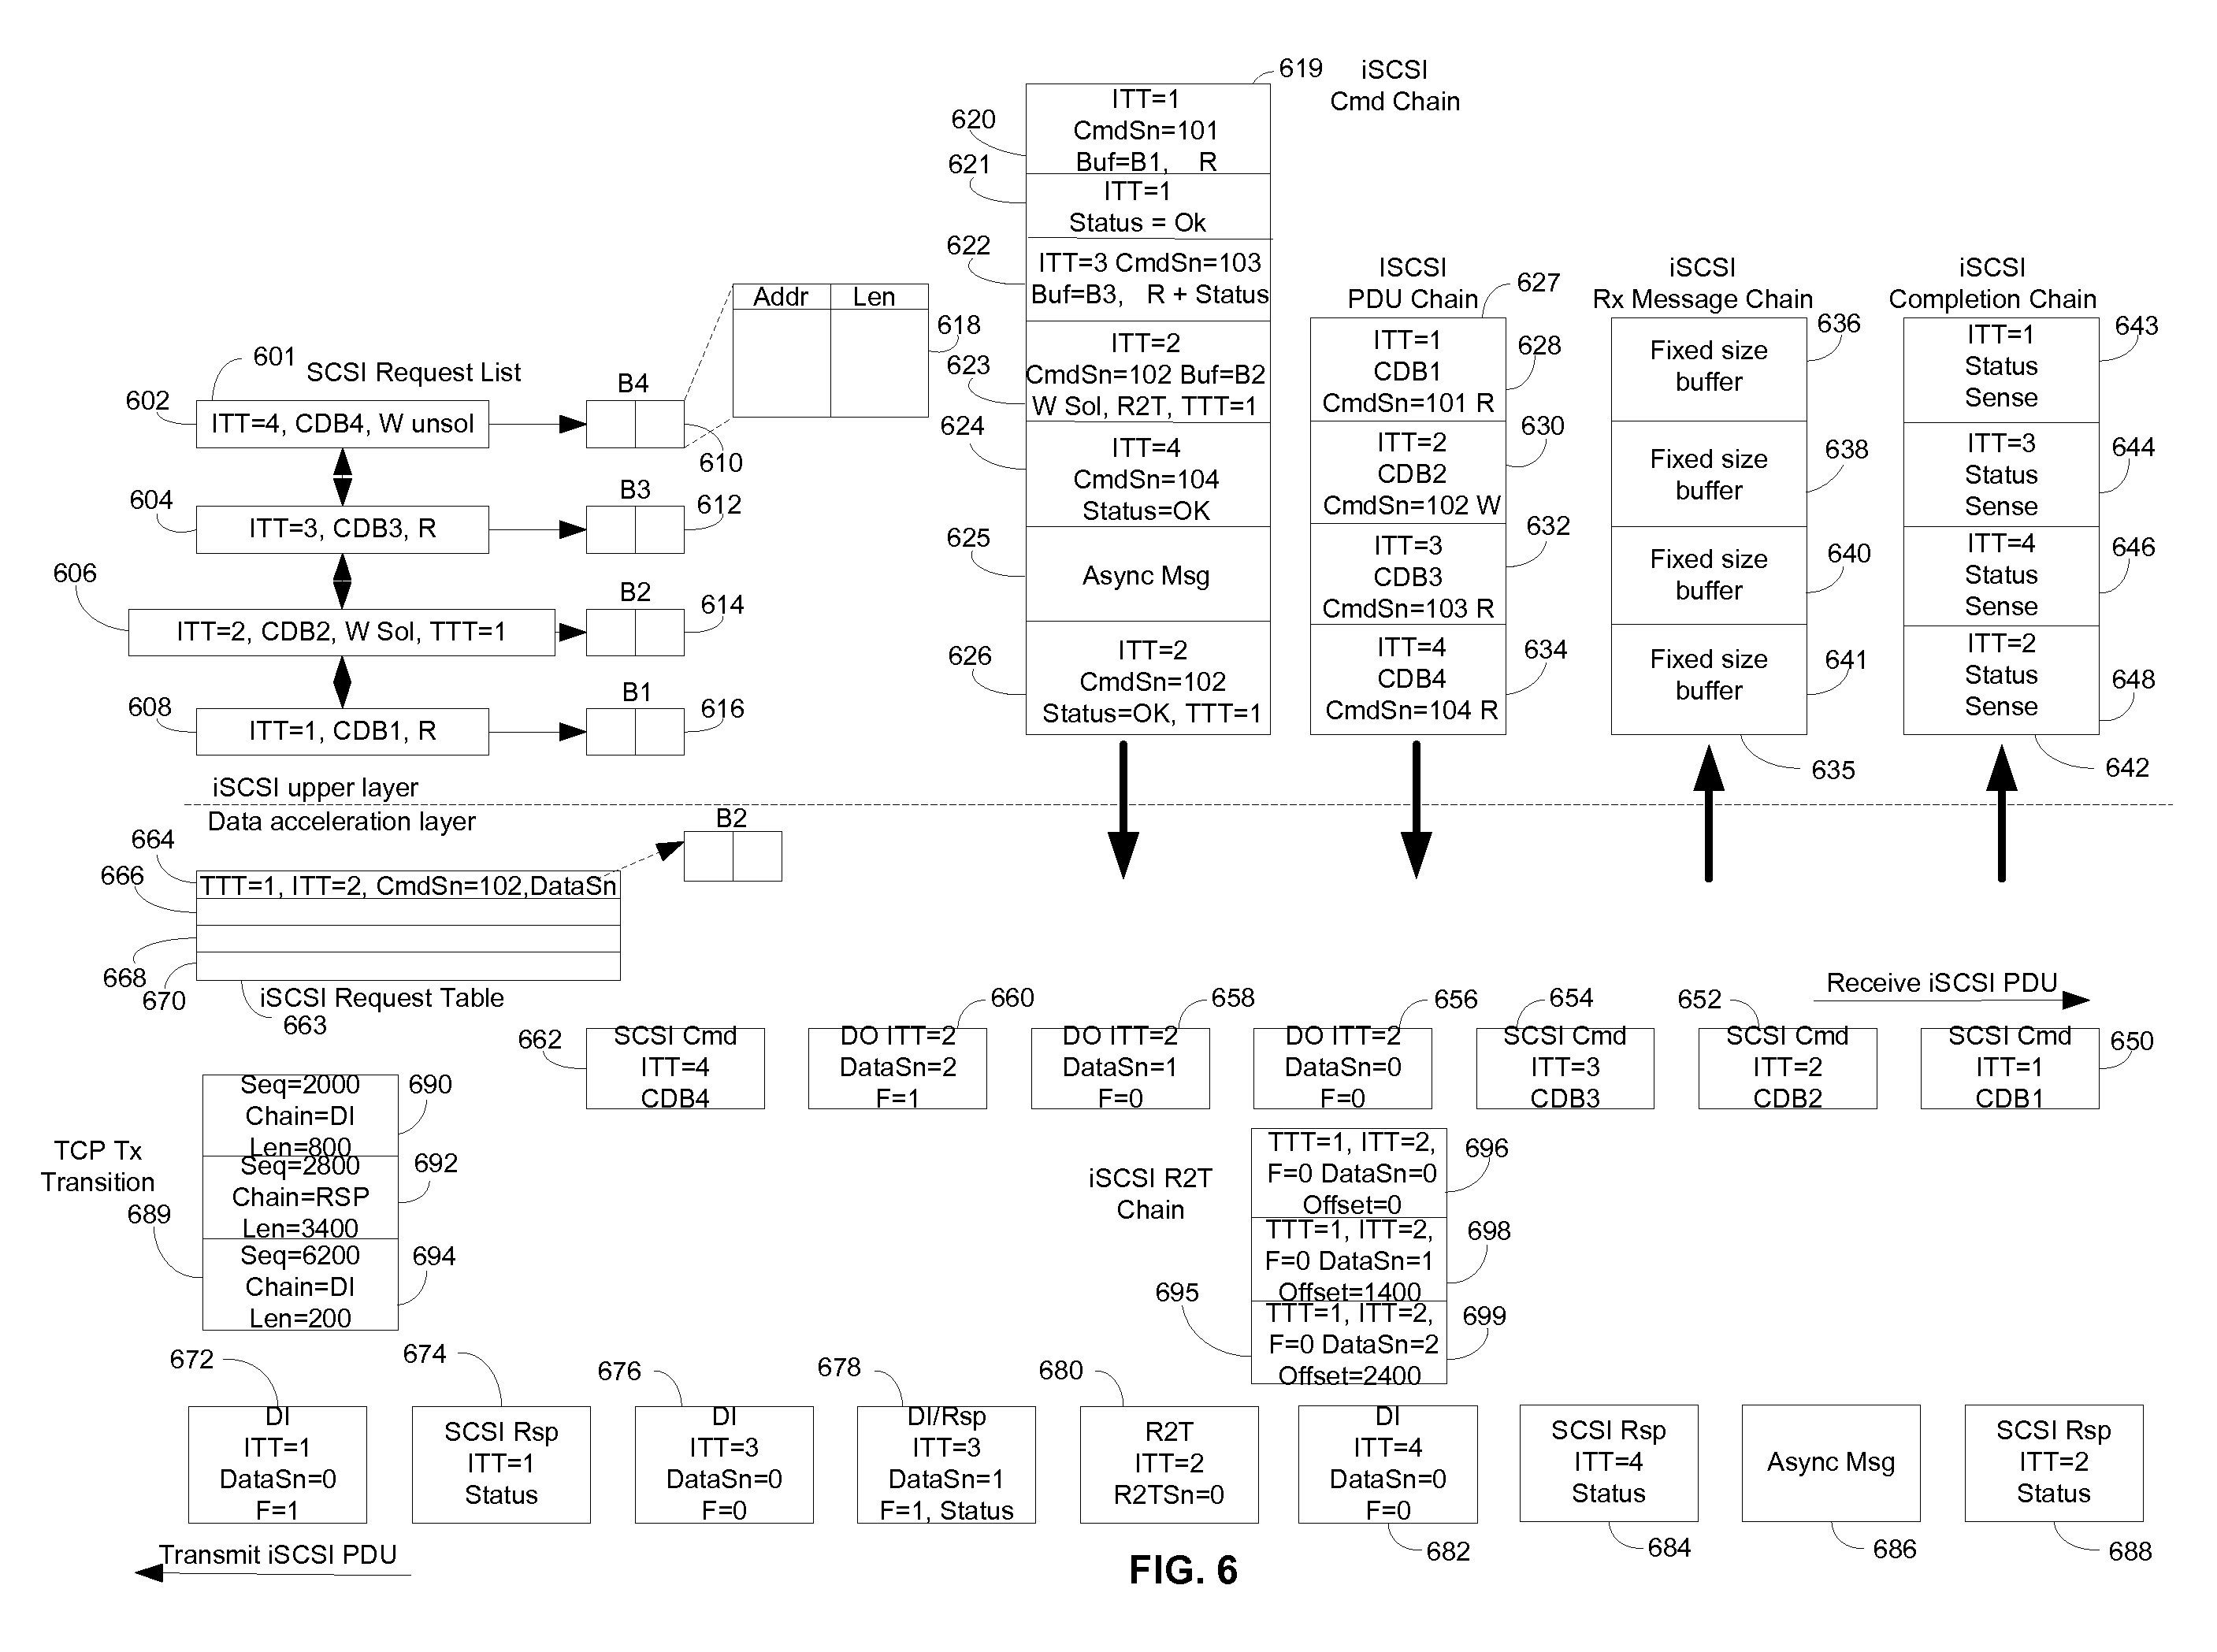 619
iSCSI
Cmd Chain
620
ITT=1
CmdSn=101
Buf=B1, R
621
ITT=1
Status = Ok
622
ITT=3 CmdSn=103
Buf=B3, R + Status
623
ITT=2
CmdSn=102 Buf=B2
W Sol, R2T, TTT=1
624
ITT=4
CmdSn=104
Status=OK
625
Async Msg
626
ITT=2
CmdSn=102
Status=OK, TTT=1
601
SCSI Request List
602
ITT=4, CDB4, W unsol
B4
610
Addr
Len
618
604
ITT=3, CDB3, R
B3
612
606
ITT=2, CDB2, W Sol, TTT=1
B2
614
608
ITT=1, CDB1, R
B1
616
ISCSI
PDU Chain
627
ITT=1
CDB1
CmdSn=101 R
628
ITT=2
CDB2
CmdSn=102 W
630
ITT=3
CDB3
CmdSn=103 R
632
ITT=4
CDB4
CmdSn=104 R
634
iSCSI
Rx Message Chain
Fixed size
buffer
636
Fixed size
buffer
638
Fixed size
buffer
640
Fixed size
buffer
641
635
iSCSI
Completion Chain
ITT=1
Status
Sense
643
ITT=3
Status
Sense
644
ITT=4
Status
Sense
646
ITT=2
Status
Sense
648
642
iSCSI upper layer
Data acceleration layer
B2
664
TTT=1, ITT=2, CmdSn=102,DataSn
666
668
670
iSCSI Request Table
663
Receive iSCSI PDU
662
SCSI Cmd
ITT=4
CDB4
660
DO ITT=2
DataSn=2
F=1
658
DO ITT=2
DataSn=1
F=0
656
DO ITT=2
DataSn=0
F=0
654
SCSI Cmd
ITT=3
CDB3
652
SCSI Cmd
ITT=2
CDB2
650
SCSI Cmd
ITT=1
CDB1
TCP Tx
Transition
689
Seq=2000
Chain=DI
Len=800
690
Seq=2800
Chain=RSP
Len=3400
692
Seq=6200
Chain=DI
Len=200
694
iSCSI R2T
Chain
695
TTT=1, ITT=2,
F=0 DataSn=0
Offset=0
696
TTT=1, ITT=2,
F=0 DataSn=1
Offset=1400
698
TTT=1, ITT=2,
F=0 DataSn=2
Offset=2400
699
672
DI
ITT=1
DataSn=0
F=1
674
SCSI Rsp
ITT=1
Status
676
DI
ITT=3
DataSn=0
F=0
678
DI/Rsp
ITT=3
DataSn=1
F=1, Status
680
R2T
ITT=2
R2TSn=0
DI
ITT=4
DataSn=0
F=0
682
SCSI Rsp
ITT=4
Status
684
Async Msg
686
SCSI Rsp
ITT=2
Status
688
Transmit iSCSI PDU
FIG. 6